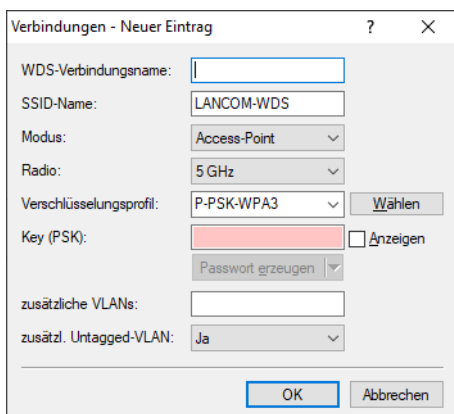 Verbindungen - Neuer Eintrag ?
WDS-Verbindungsname:
SSID-Name: LANCOM-WDS
Modus: Access-Point
Radio: 5 GHz
Verschlüsselungsprofil: P-PSK-WPA3 Wählen
Key (PSK): Anzeigen
Passwort erzeugen
zusätzliche VLANs:
zusätzl. Untagged-VLAN: Ja
OK Abbrechen